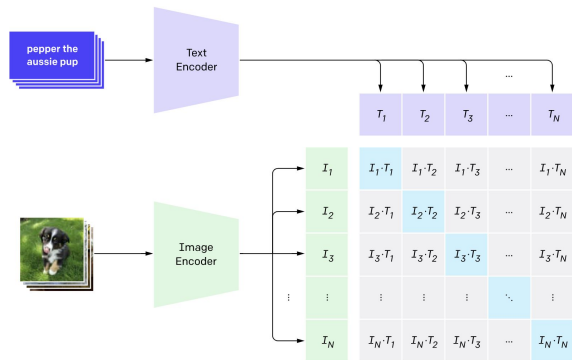 pepper the
aussie pup
Text
Encoder
...
T1 T2 T3 ... TN
I1 I1·T1 I1·T2 I1·T3 ... I1·TN
I2 I2·T1 I2·T2 I2·T3 ... I2·TN
Image
Encoder
I3 I3·T1 I3·T2 I3·T3 ... I3·TN
⋮ ⋮ ⋮ ⋮ ⋮ ⋱ ⋮
IN IN·T1 IN·T2 IN·T3 ... IN·TN